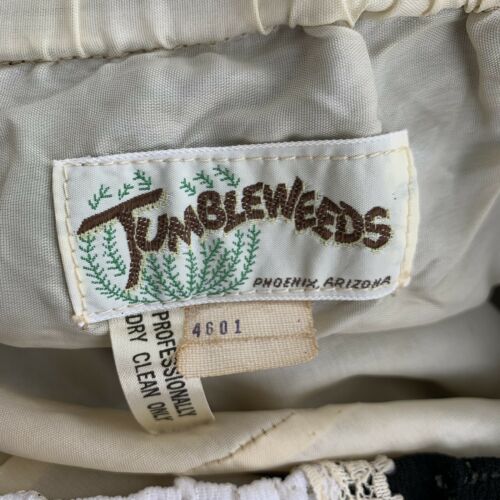 TUMBLEWEEDS
PHOENIX, ARIZONA
4601
PROFESSIONALLY
DRY CLEAN ONLY